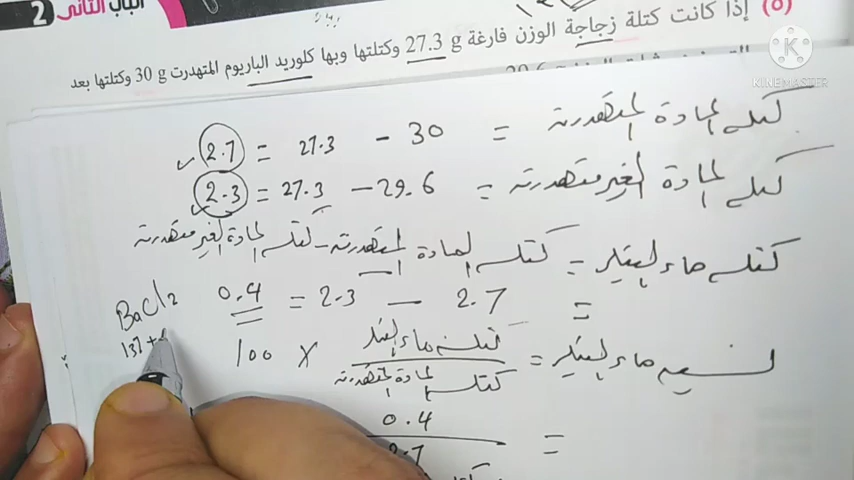 الباب الثاني 2
(٥) إذا كانت كتلة زجاجة الوزن فارغة 27.3 g وكتلتها وبها كلوريد الباريوم المتهدرت 30 g وكتلتها بعد
KINEMASTER
كتلة المادة المتهدرتة = 30 - 27.3 = 2.7
كتلة المادة الغير متهدرتة = 29.6 - 27.3 = 2.3
كتلة ماء التبلر = كتلة المادة المتهدرتة - كتلة المادة الغير متهدرتة
= 2.7 - 2.3 = 0.4
BaCl2
137 +
نسبة ماء التبلر = كتلة ماء التبلر / كتلة المادة المتهدرتة × 100
= 0.4 / 2.7